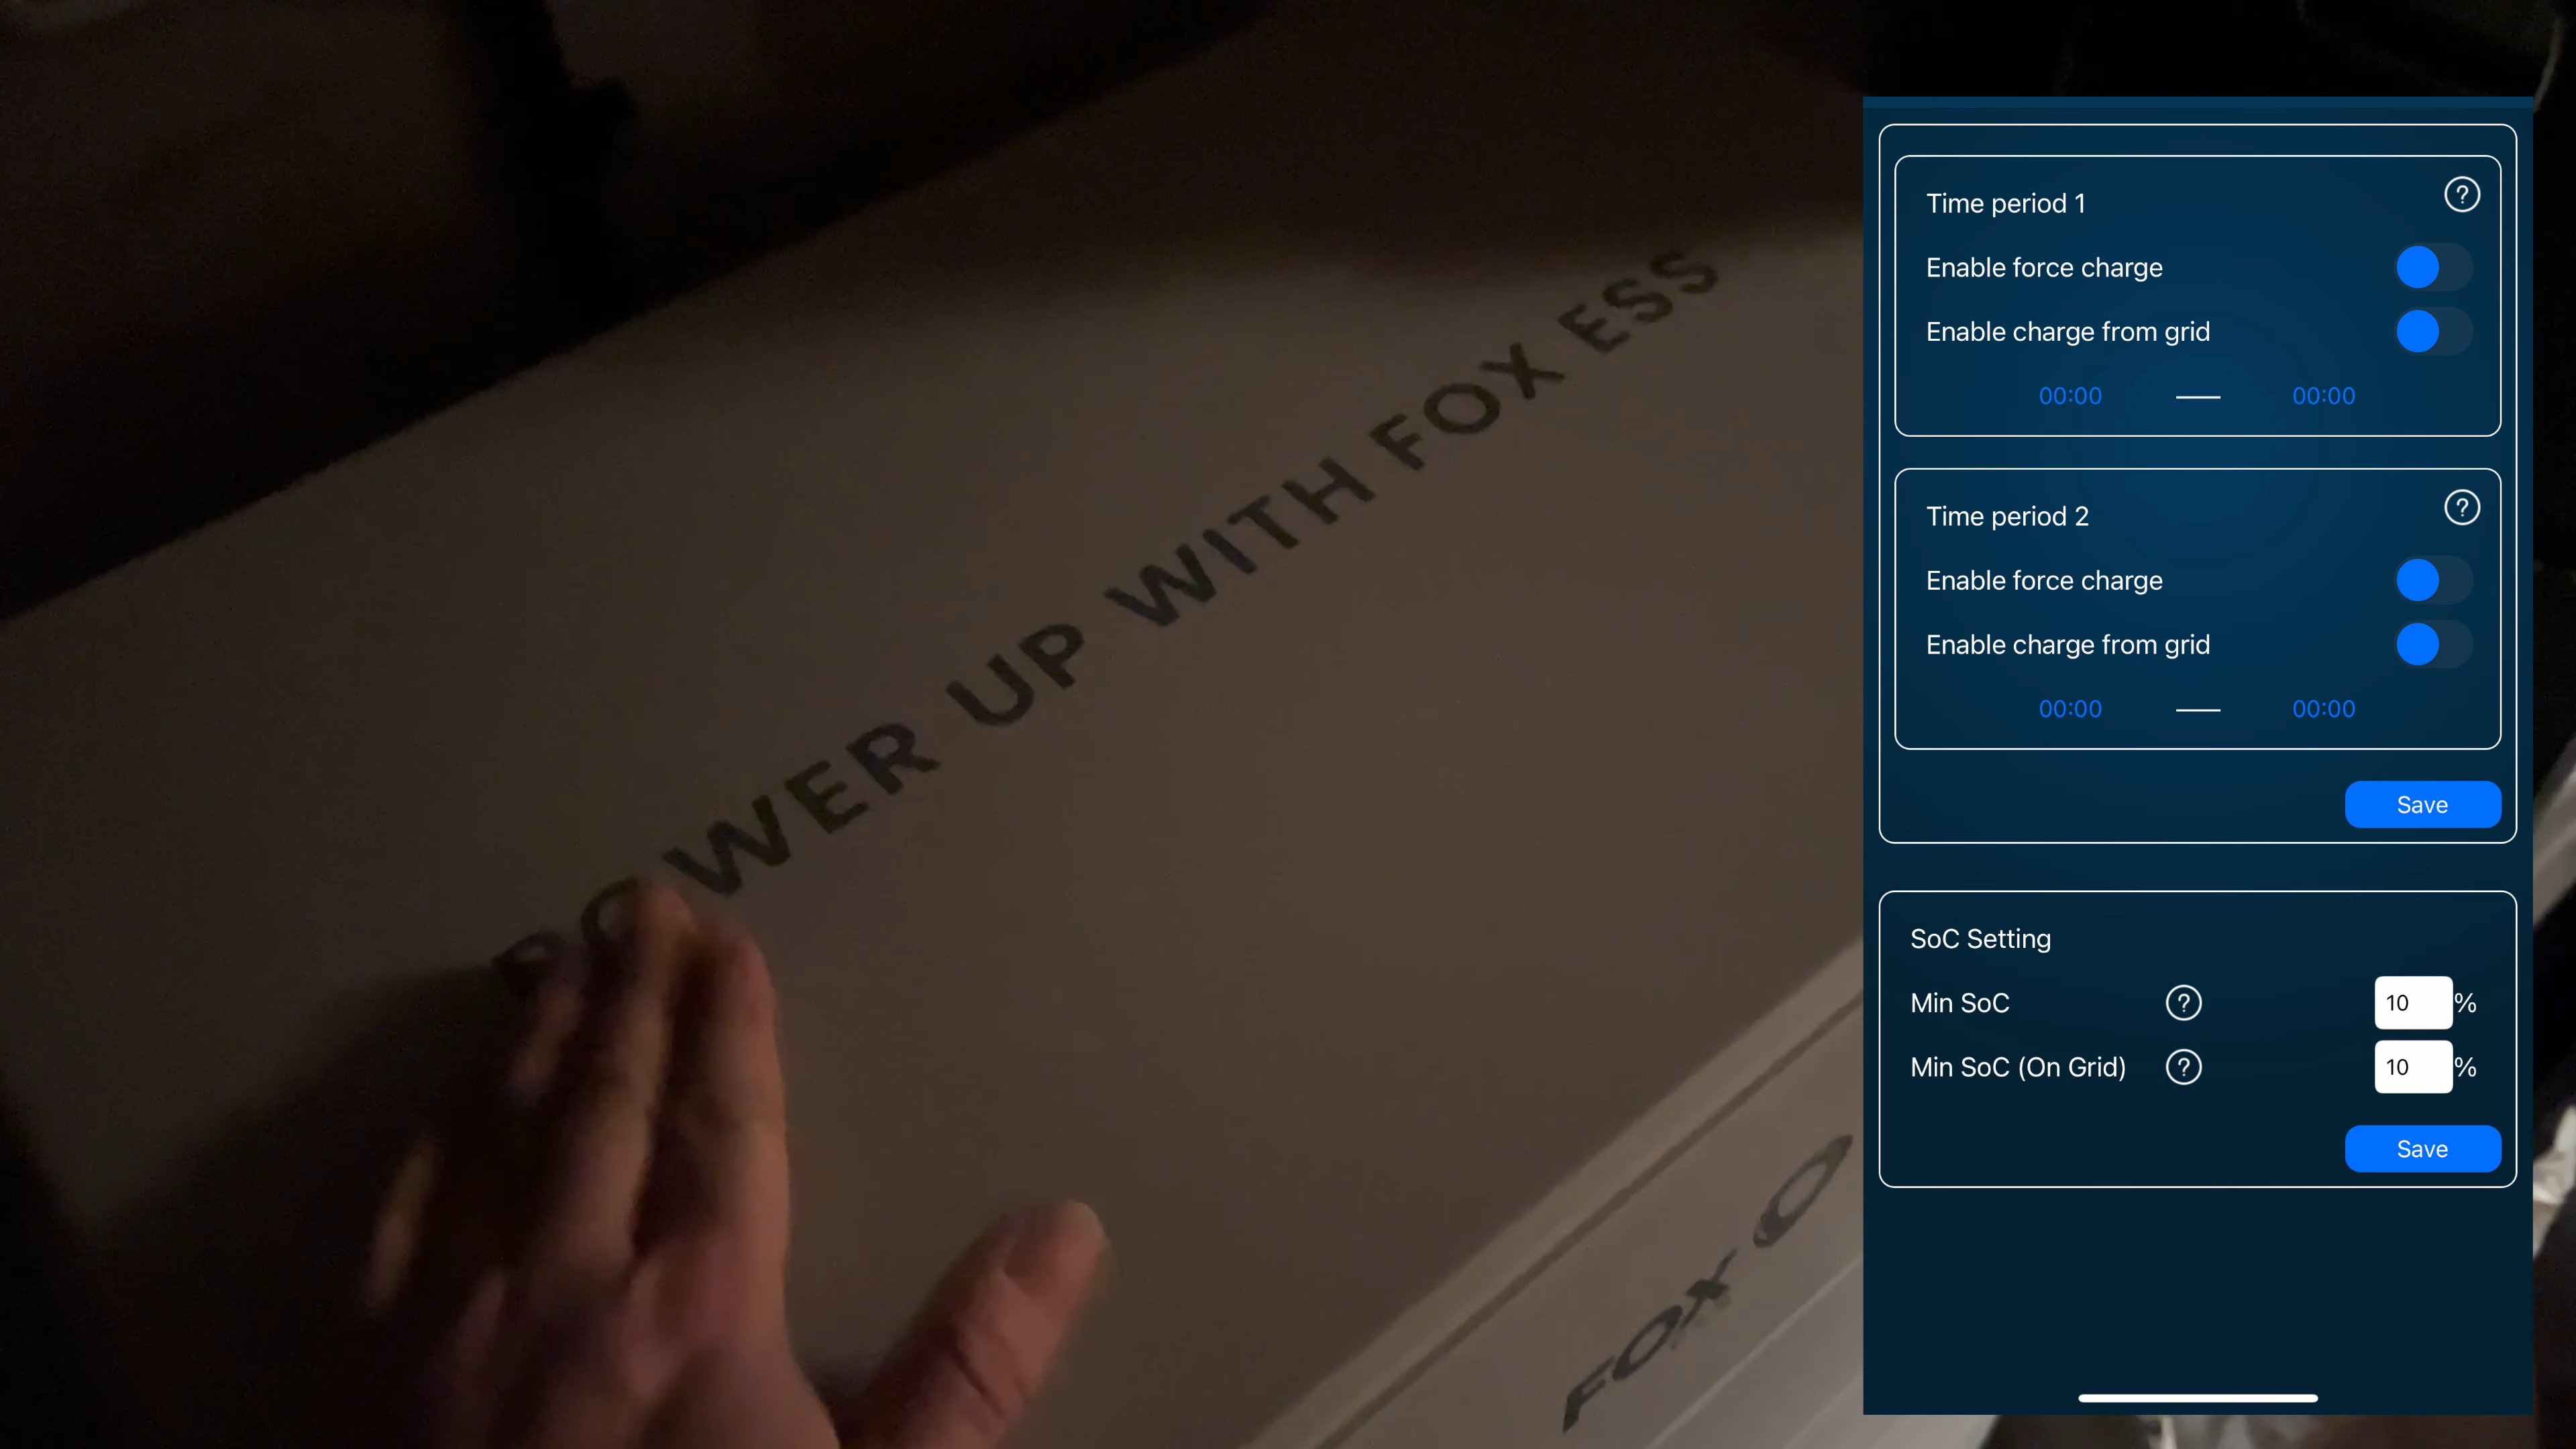 POWER UP WITH FOX ESS
FOX
Time period 1
?
Enable force charge
Enable charge from grid
00:00 — 00:00
Time period 2
?
Enable force charge
Enable charge from grid
00:00 — 00:00
Save
SoC Setting
Min SoC ? 10 %
Min SoC (On Grid) ? 10 %
Save